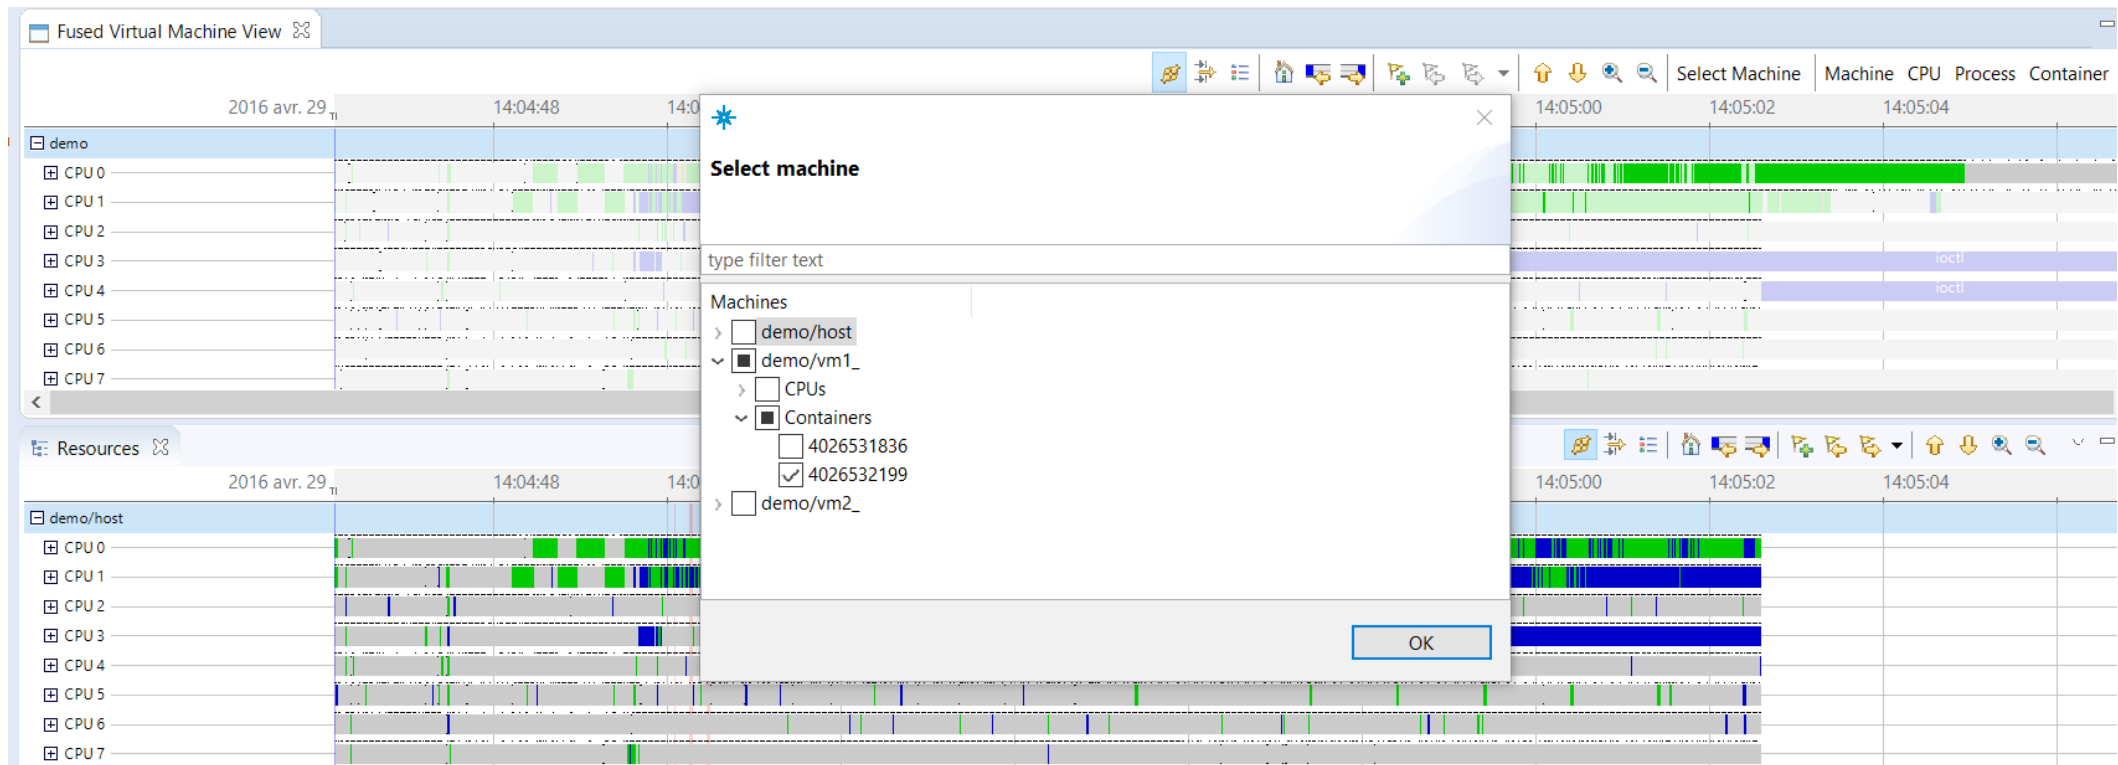 Fused Virtual Machine View
Select Machine Machine CPU Process Container
2016 avr. 29 14:04:48 14:0 14:05:00 14:05:02 14:05:04
demo
CPU 0
CPU 1
CPU 2
CPU 3 ioctl
CPU 4 ioctl
CPU 5
CPU 6
CPU 7
Select machine
type filter text
Machines
demo/host
demo/vm1_
CPUs
Containers
4026531836
4026532199
demo/vm2_
OK
Resources
2016 avr. 29 14:04:48 14:0 14:05:00 14:05:02 14:05:04
demo/host
CPU 0
CPU 1
CPU 2
CPU 3
CPU 4
CPU 5
CPU 6
CPU 7